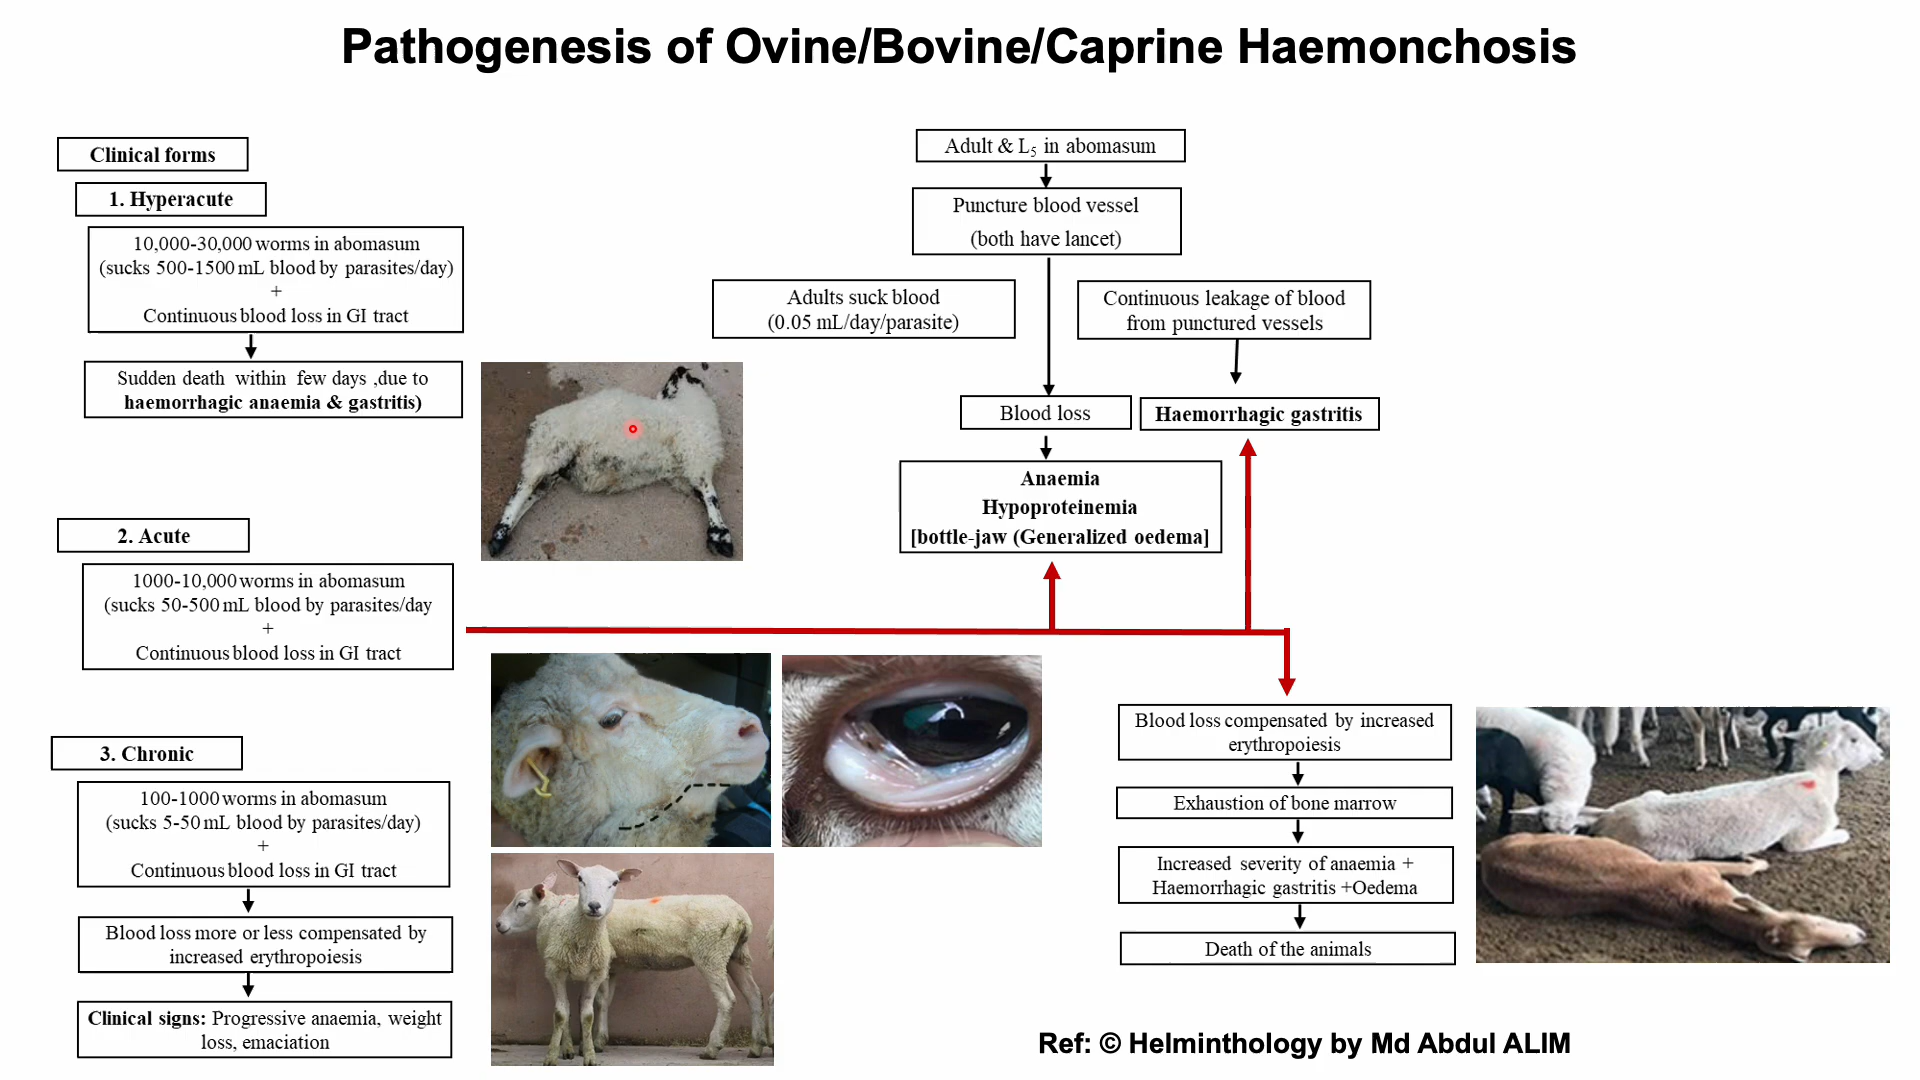 Pathogenesis of Ovine/Bovine/Caprine Haemonchosis
Clinical forms
1. Hyperacute
10,000-30,000 worms in abomasum
(sucks 500-1500 mL blood by parasites/day)
+
Continuous blood loss in GI tract
Sudden death within few days ,due to
haemorrhagic anaemia & gastritis)
2. Acute
1000-10,000 worms in abomasum
(sucks 50-500 mL blood by parasites/day
+
Continuous blood loss in GI tract
3. Chronic
100-1000 worms in abomasum
(sucks 5-50 mL blood by parasites/day)
+
Continuous blood loss in GI tract
Blood loss more or less compensated by
increased erythropoiesis
Clinical signs: Progressive anaemia, weight
loss, emaciation
Adult & L5 in abomasum
Puncture blood vessel
(both have lancet)
Adults suck blood
(0.05 mL/day/parasite)
Continuous leakage of blood
from punctured vessels
Blood loss
Haemorrhagic gastritis
Anaemia
Hypoproteinemia
[bottle-jaw (Generalized oedema]
Blood loss compensated by increased
erythropoiesis
Exhaustion of bone marrow
Increased severity of anaemia +
Haemorrhagic gastritis +Oedema
Death of the animals
Ref: © Helminthology by Md Abdul ALIM